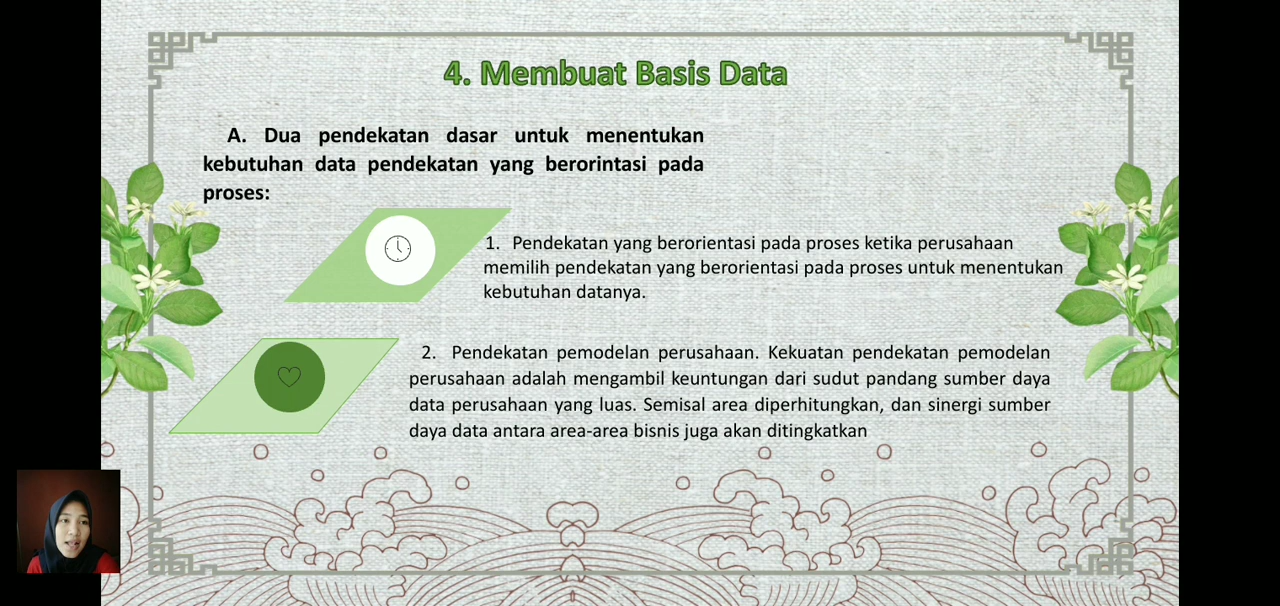 4. Membuat Basis Data
A. Dua pendekatan dasar untuk menentukan
kebutuhan data pendekatan yang berorintasi pada
proses:
1. Pendekatan yang berorientasi pada proses ketika perusahaan
memilih pendekatan yang berorientasi pada proses untuk menentukan
kebutuhan datanya.
2. Pendekatan pemodelan perusahaan. Kekuatan pendekatan pemodelan
perusahaan adalah mengambil keuntungan dari sudut pandang sumber daya
data perusahaan yang luas. Semisal area diperhitungkan, dan sinergi sumber
daya data antara area-area bisnis juga akan ditingkatkan